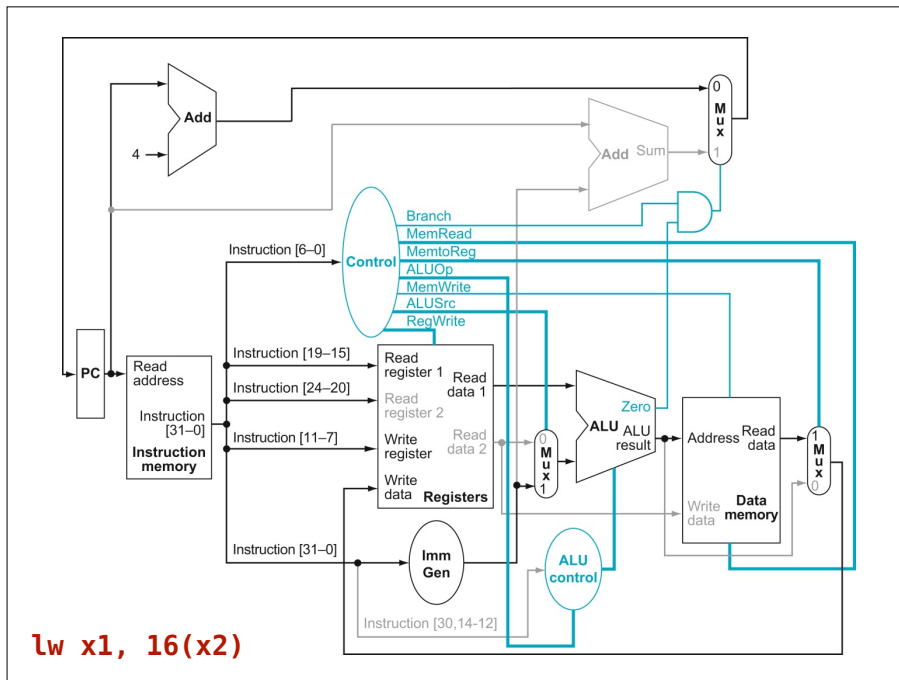 Add
4
0
Mux
1
Add Sum
Branch
MemRead
MemtoReg
ALUOp
MemWrite
ALUSrc
RegWrite
Control
Instruction [6–0]
PC
Read
address
Instruction
[31–0]
Instruction
memory
Instruction [19–15]
Instruction [24–20]
Instruction [11–7]
Instruction [31–0]
Read
register 1
Read
data 1
Read
register 2
Read
data 2
Write
register
Write
data
Registers
0
Mux
1
Zero
ALU
ALU
result
Address
Read
data
Write
data
Data
memory
1
Mux
0
Imm
Gen
ALU
control
Instruction [30,14-12]
lw x1, 16(x2)